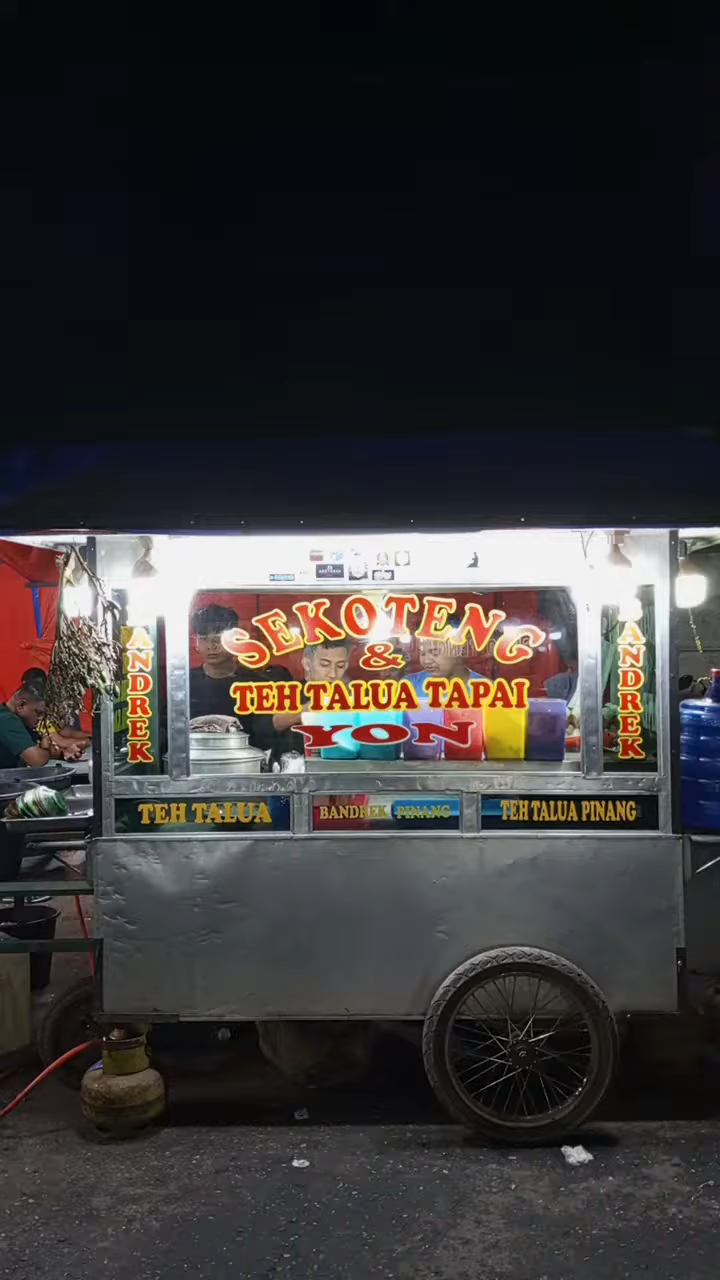 SEKOTENG
&
TEH TALUA TAPAI
YON
BANDREK
BANDREK
TEH TALUA
BANDREK PINANG
TEH TALUA PINANG